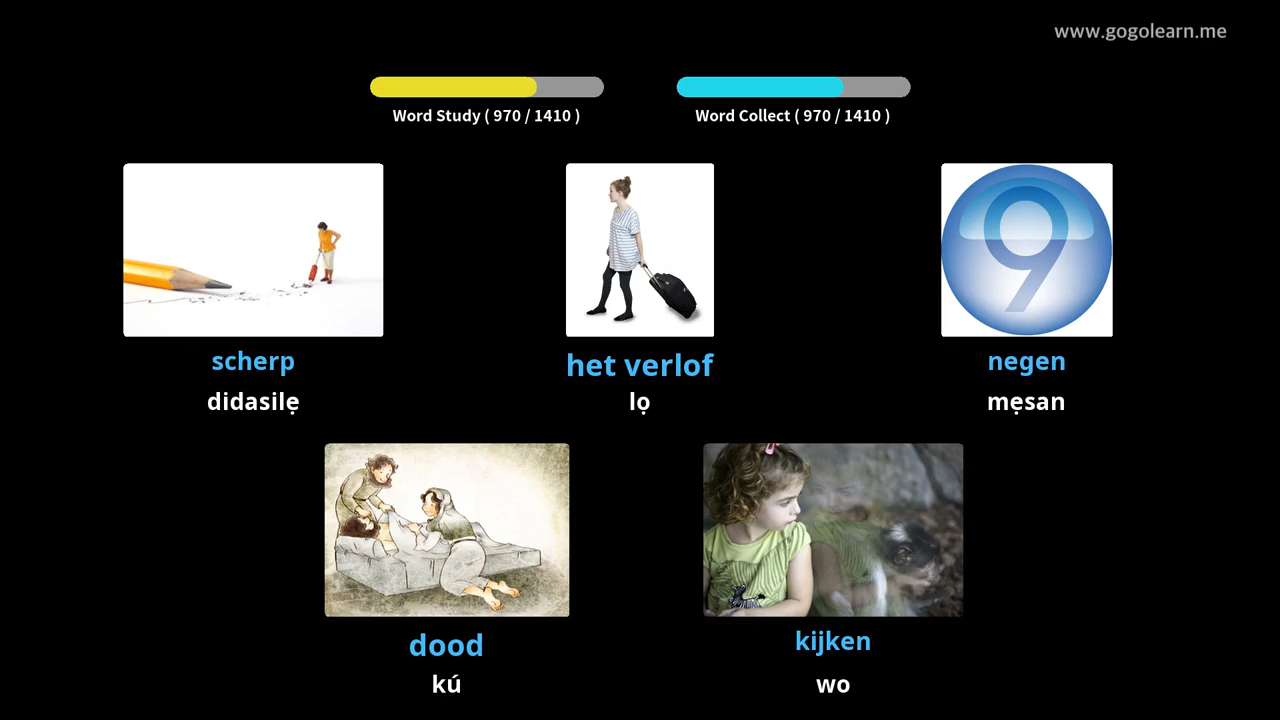 www.gogolearn.me
Word Study ( 970 / 1410 )
Word Collect ( 970 / 1410 )
9
scherp
didasilẹ
het verlof
lọ
negen
mẹsan
dood
kú
kijken
wo